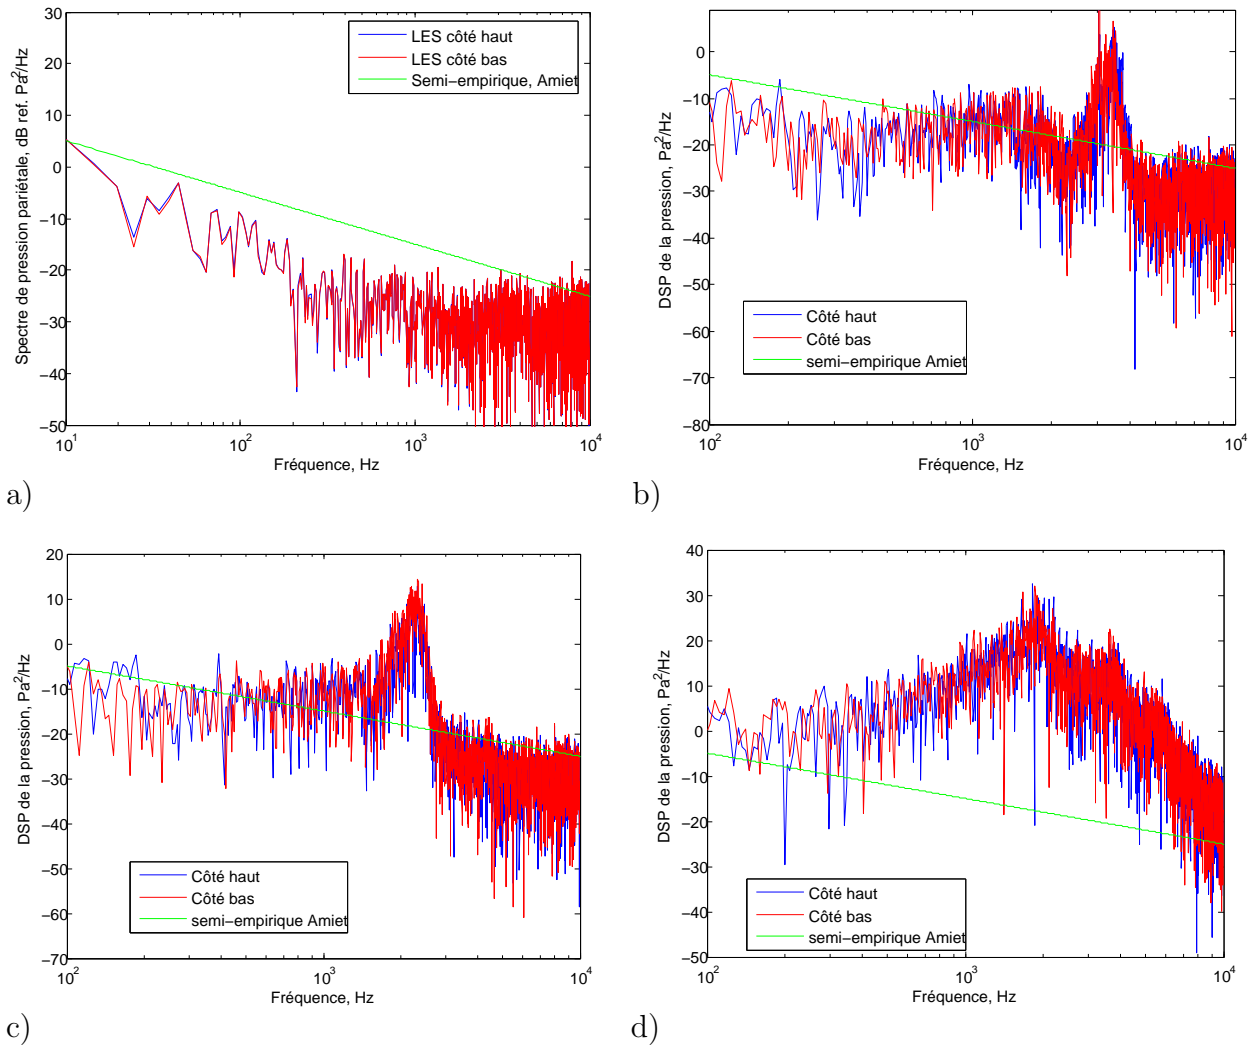 30
20
10
0
−10
−20
−30
−40
−50
10¹
10²
10³
10⁴
Fréquence, Hz
Spectre de pression pariétale, dB ref. Pa²/Hz
LES côté haut
LES côté bas
Semi−empirique, Amiet
a)
0
−10
−20
−30
−40
−50
−60
−70
−80
10²
10³
10⁴
Fréquence, Hz
DSP de la pression, Pa²/Hz
Côté haut
Côté bas
semi−empirique Amiet
b)
20
10
0
−10
−20
−30
−40
−50
−60
−70
10²
10³
10⁴
Fréquence, Hz
DSP de la pression, Pa²/Hz
Côté haut
Côté bas
semi−empirique Amiet
c)
40
30
20
10
0
−10
−20
−30
−40
−50
10²
10³
10⁴
Fréquence, Hz
DSP de la pression, Pa²/Hz
Côté haut
Côté bas
semi−empirique Amiet
d)